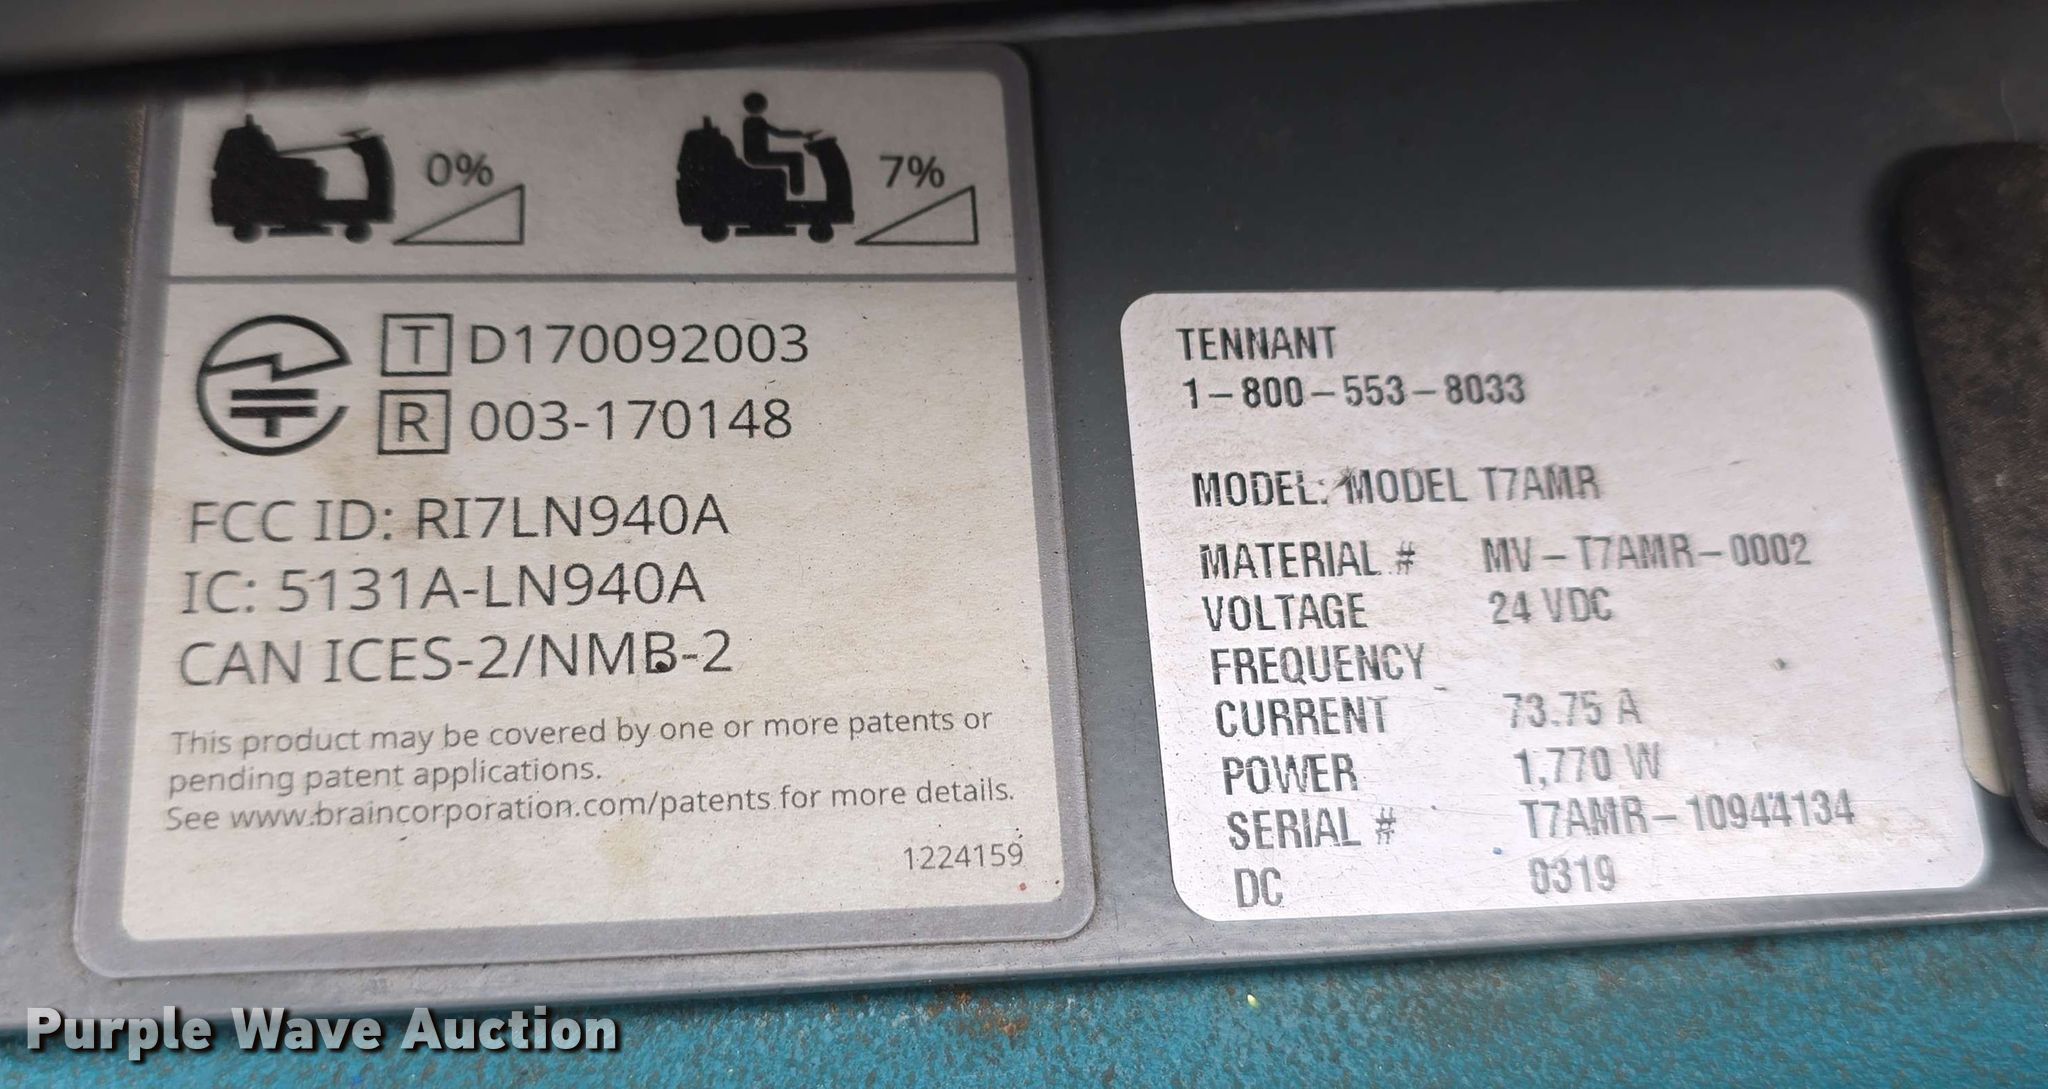 0%
7%
T D170092003
R 003-170148
FCC ID: RI7LN940A
IC: 5131A-LN940A
CAN ICES-2/NMB-2
This product may be covered by one or more patents or
pending patent applications.
See www.braincorporation.com/patents for more details.
1224159
TENNANT
1-800-553-8033
MODEL: MODEL T7AMR
MATERIAL # MV-T7AMR-0002
VOLTAGE 24 VDC
FREQUENCY
CURRENT 73.75 A
POWER 1,770 W
SERIAL # T7AMR-10944134
DC 0319
Purple Wave Auction